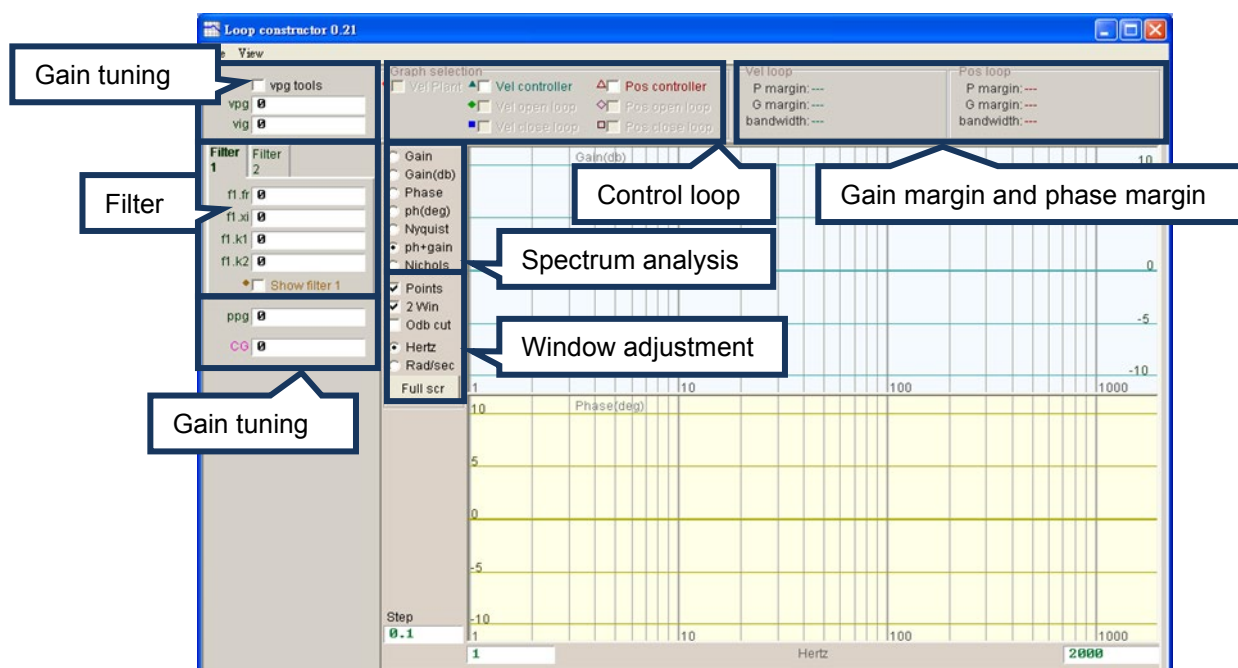 Loop constructor 0.21
View
Gain tuning
vpg tools
vpg 0
vig 0
Graph selection
Vel Plant
Vel controller
Pos controller
Vel open loop
Pos open loop
Vel close loop
Pos close loop
Vel loop
P margin:---
G margin:---
bandwidth:---
Pos loop
P margin:---
G margin:---
bandwidth:---
Control loop
Gain margin and phase margin
Filter
Filter 1
Filter 2
f1.fr 0
f1.xi 0
f1.k1 0
f1.k2 0
Show filter 1
ppg 0
CG 0
Gain tuning
Gain
Gain(db)
Phase
ph(deg)
Nyquist
ph+gain
Nichols
Spectrum analysis
Points
2 Win
Odb cut
Hertz
Rad/sec
Full scr
Window adjustment
Gain(db)
10
0
-5
-10
1 10 100 1000
Phase(deg)
10
5
0
-5
-10
1 10 100 1000
Step
0.1
1 Hertz 2000